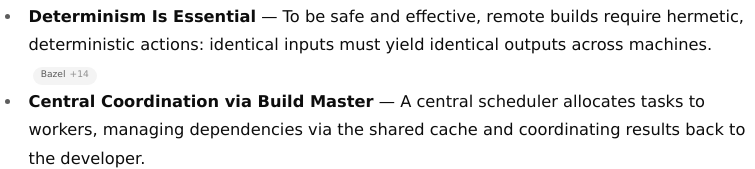 • Determinism Is Essential — To be safe and effective, remote builds require hermetic,
deterministic actions: identical inputs must yield identical outputs across machines.
Bazel +14
• Central Coordination via Build Master — A central scheduler allocates tasks to
workers, managing dependencies via the shared cache and coordinating results back to
the developer.